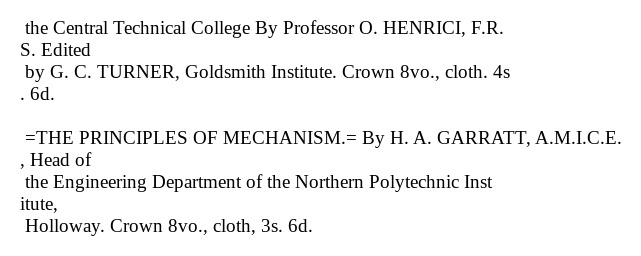 the Central Technical College By Professor O. HENRICI, F.R.
S. Edited
by G. C. TURNER, Goldsmith Institute. Crown 8vo., cloth. 4s
. 6d.
=THE PRINCIPLES OF MECHANISM.= By H. A. GARRATT, A.M.I.C.E.
, Head of
the Engineering Department of the Northern Polytechnic Inst
itute,
Holloway. Crown 8vo., cloth, 3s. 6d.